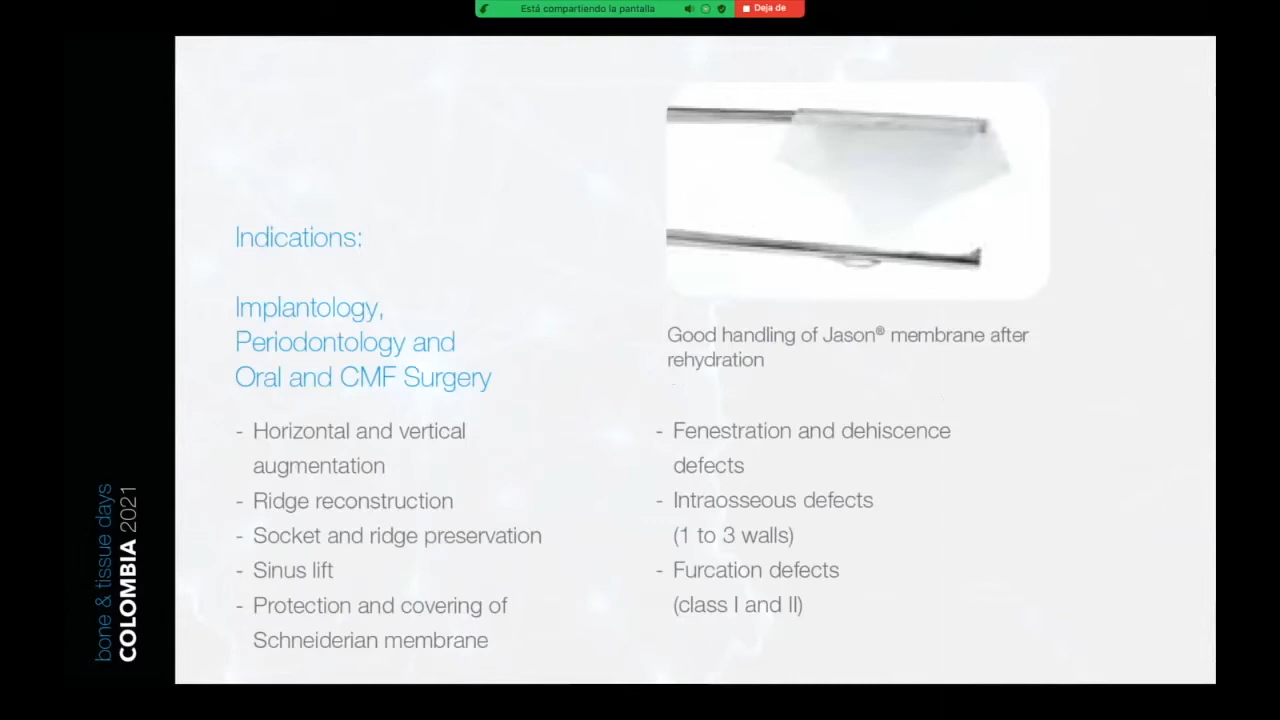 Está compartiendo la pantalla
Deja de
Indications:
Implantology,
Periodontology and
Oral and CMF Surgery
- Horizontal and vertical
augmentation
- Ridge reconstruction
- Socket and ridge preservation
- Sinus lift
- Protection and covering of
Schneiderian membrane
Good handling of Jason® membrane after
rehydration
- Fenestration and dehiscence
defects
- Intraosseous defects
(1 to 3 walls)
- Furcation defects
(class I and II)
bone & tissue days
COLOMBIA 2021